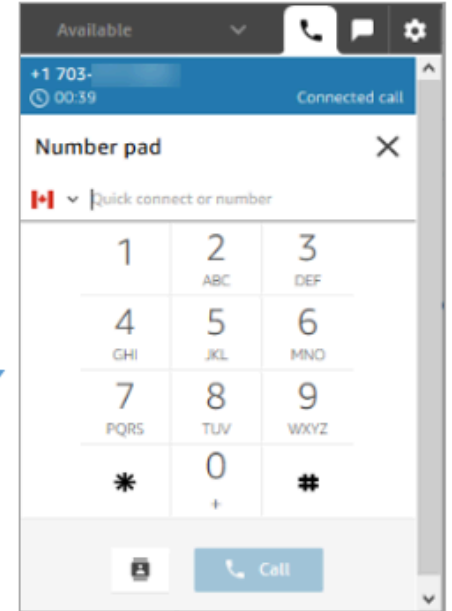 Available
+1 703-
00:39 Connected call
Number pad
Quick connect or number
1 2 3
ABC DEF
4 5 6
GHI JKL MNO
7 8 9
PQRS TUV WXYZ
* 0 #
+
Call